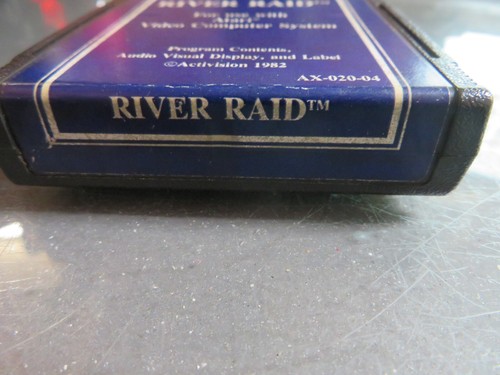 RIVER RAID™
For use with
Atari®
Video Computer System
Program Contents,
Audio Visual Display, and Label
©Activision 1982
AX-020-04
RIVER RAID™